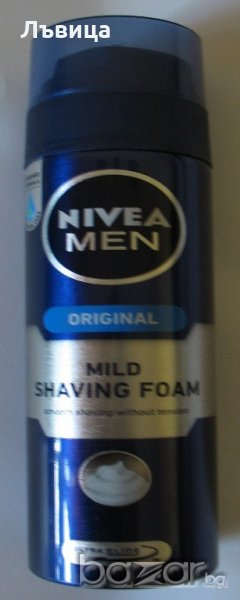 Лъвица
NIVEA
MEN
ORIGINAL
MILD
SHAVING FOAM
smooth shaving without tension
bazar
.bg